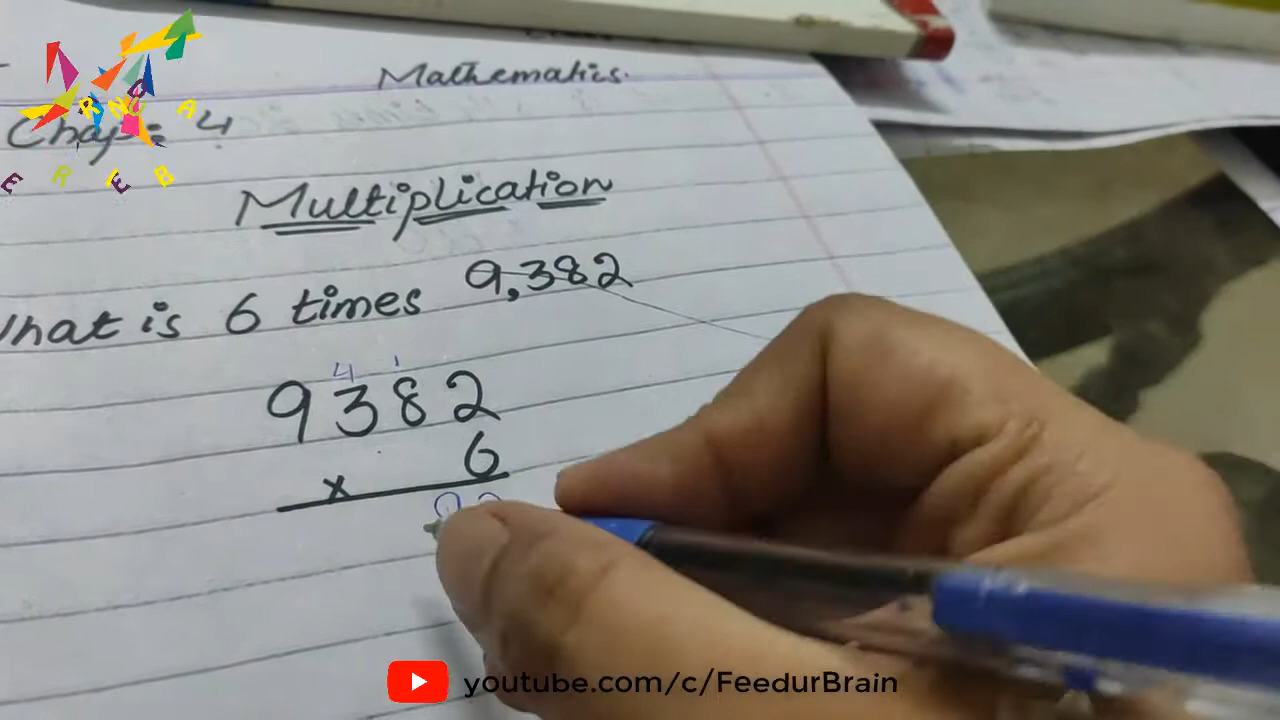 Mathematics.
Chap: 4
Multiplication
What is 6 times 9,382
4 1
9382
x 6
92
youtube.com/c/FeedurBrain